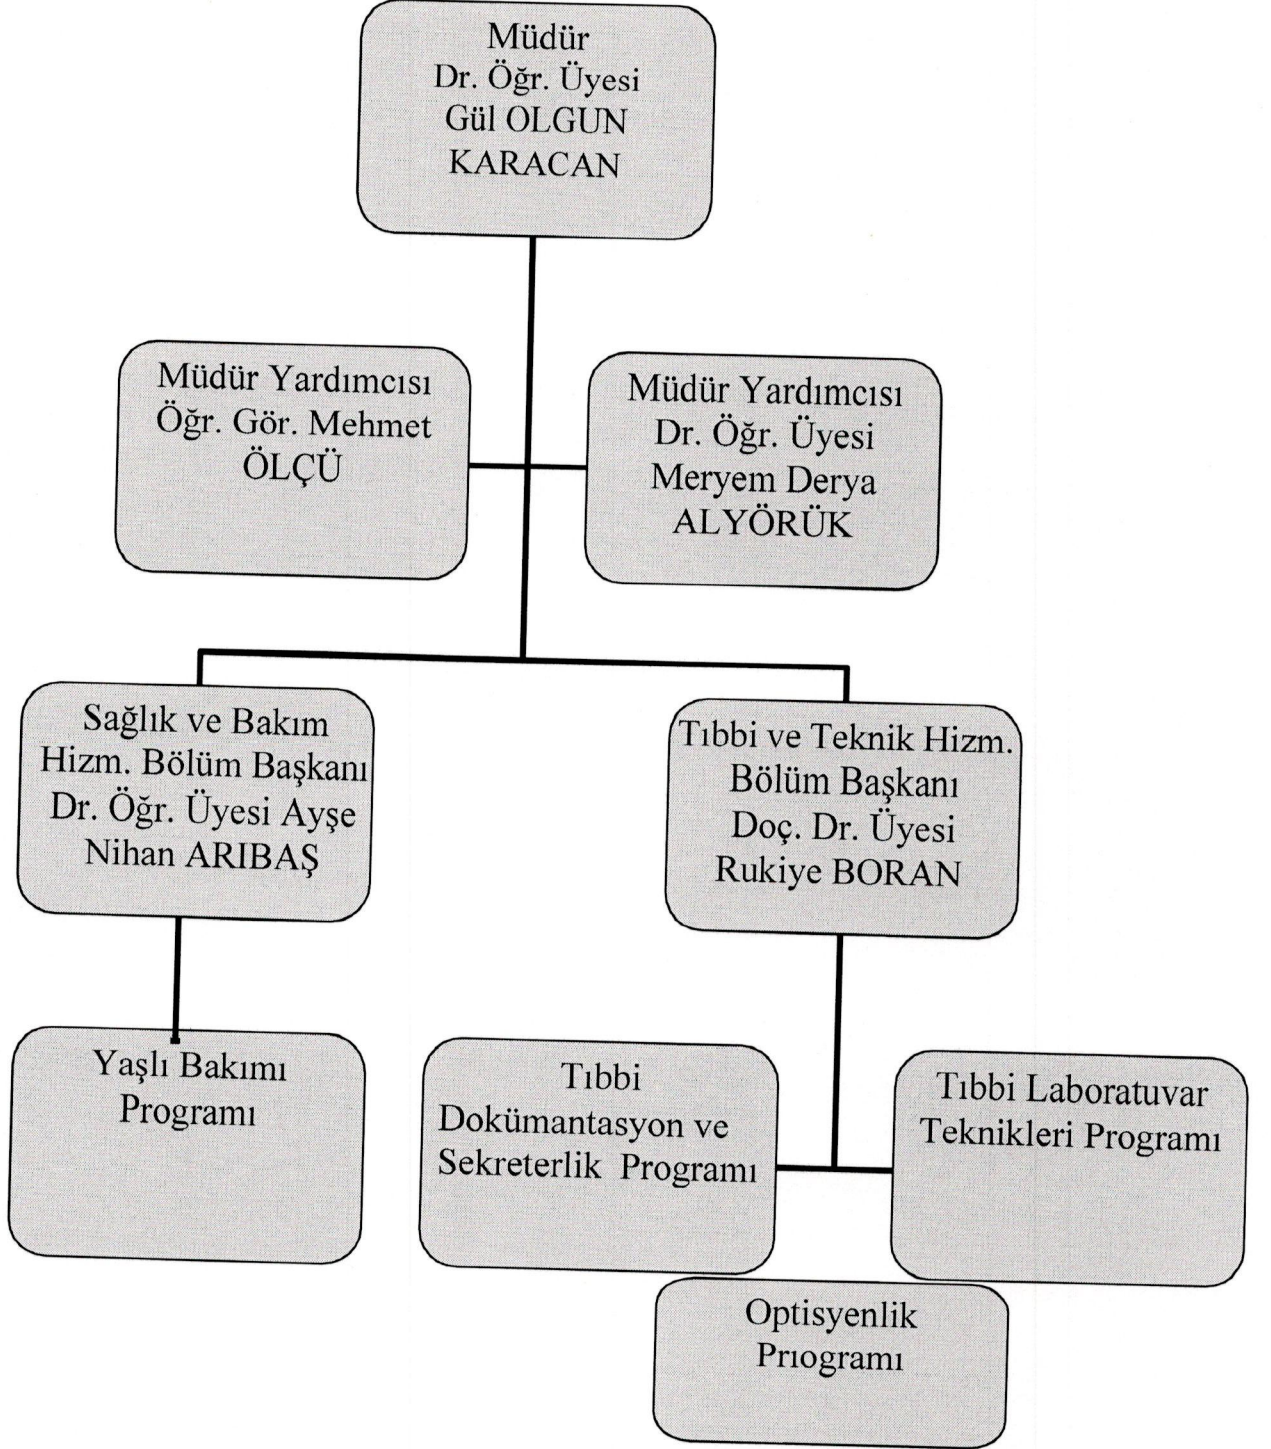 Müdür
Dr. Öğr. Üyesi
Gül OLGUN
KARACAN
Müdür Yardımcısı
Öğr. Gör. Mehmet
ÖLÇÜ
Müdür Yardımcısı
Dr. Öğr. Üyesi
Meryem Derya
ALYÖRÜK
Sağlık ve Bakım
Hizm. Bölüm Başkanı
Dr. Öğr. Üyesi Ayşe
Nihan ARIBAŞ
Tıbbi ve Teknik Hizm.
Bölüm Başkanı
Doç. Dr. Üyesi
Rukiye BORAN
Yaşlı Bakımı
Programı
Tıbbi
Dokümantasyon ve
Sekreterlik Programı
Tıbbi Laboratuvar
Teknikleri Programı
Optisyenlik
Prıogramı